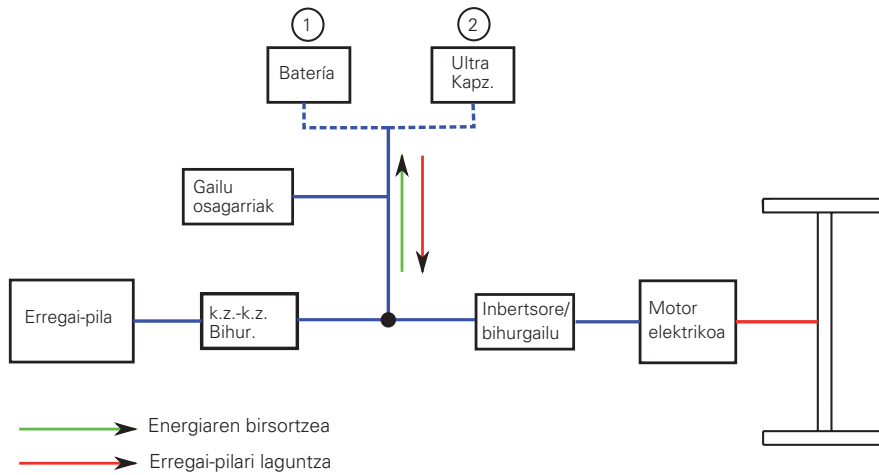 1
2
Batería
Ultra
Kapz.
Gailu
osagarriak
Erregai-pila
k.z.-k.z.
Bihur.
Inbertsore/
bihurgailu
Motor
elektrikoa
Energiaren birsortzea
Erregai-pilari laguntza